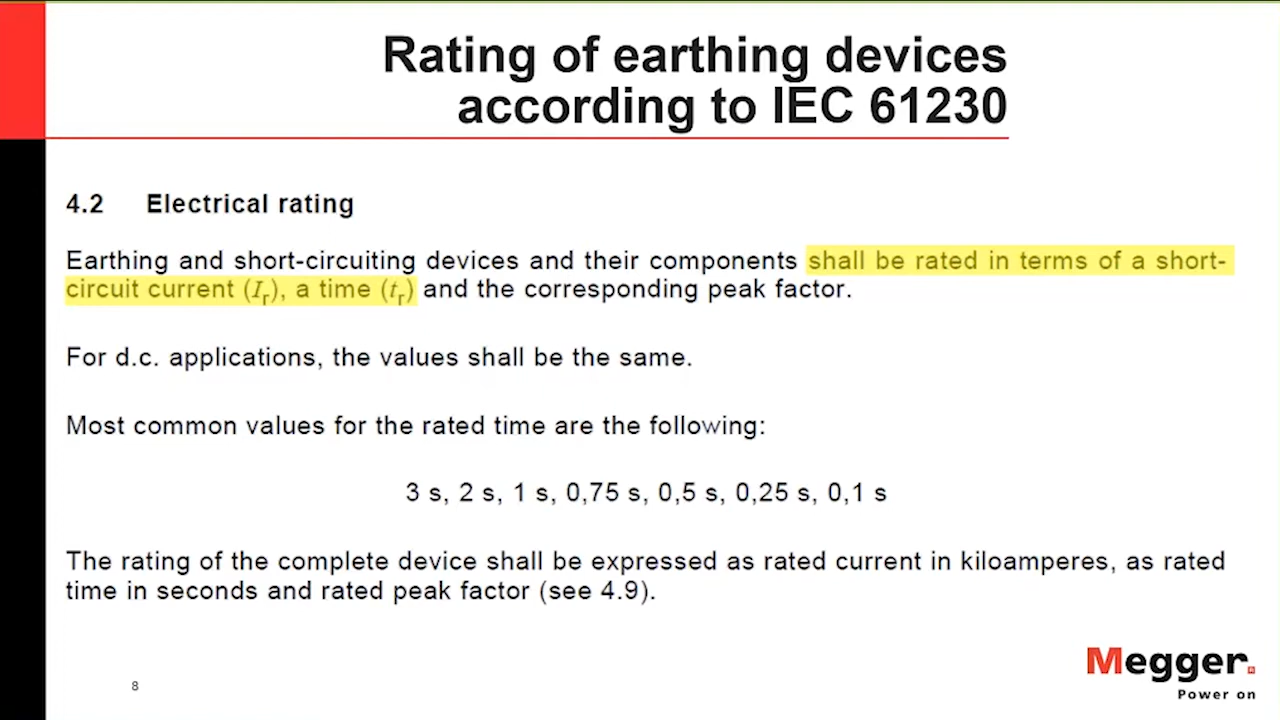 Rating of earthing devices
according to IEC 61230
4.2 Electrical rating
Earthing and short-circuiting devices and their components shall be rated in terms of a short-
circuit current (Ir), a time (tr) and the corresponding peak factor.
For d.c. applications, the values shall be the same.
Most common values for the rated time are the following:
3 s, 2 s, 1 s, 0,75 s, 0,5 s, 0,25 s, 0,1 s
The rating of the complete device shall be expressed as rated current in kiloamperes, as rated
time in seconds and rated peak factor (see 4.9).
8
Megger.
Power on